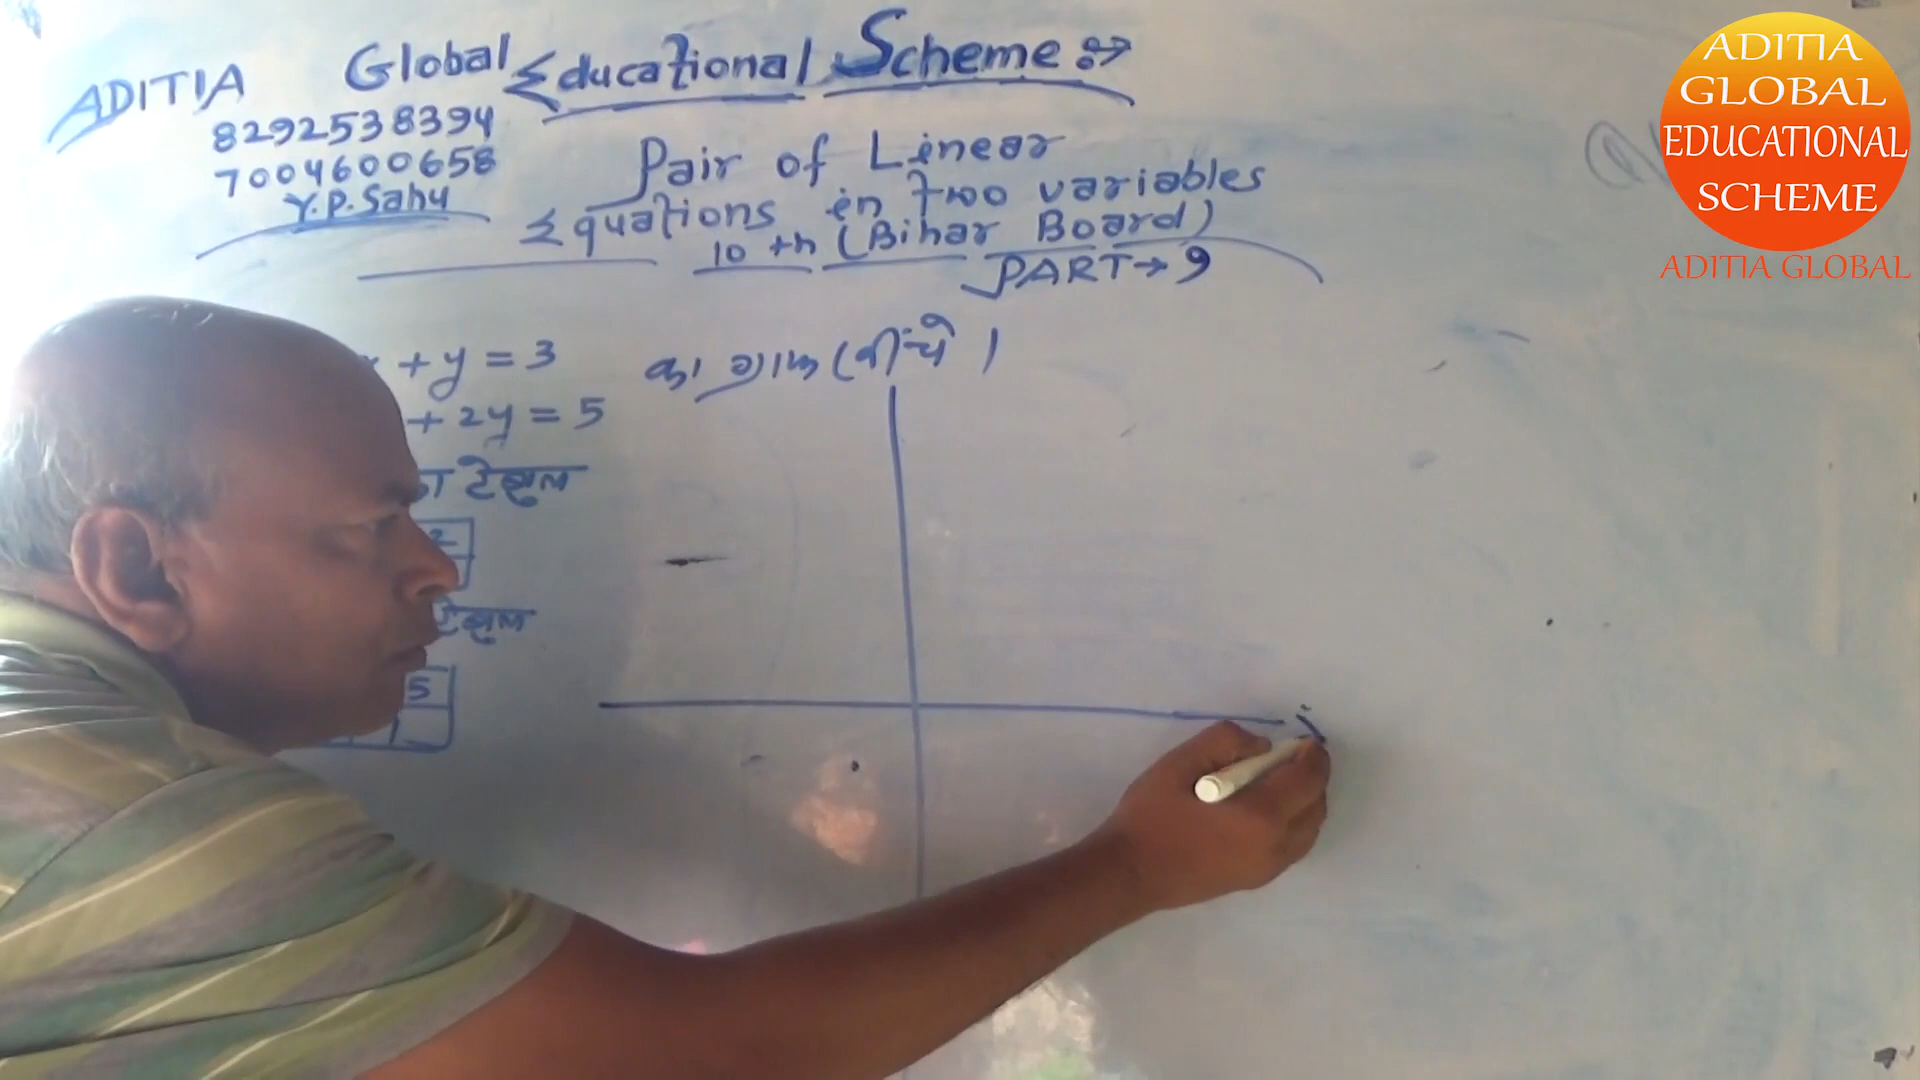 ADITIA Global Educational Scheme
8292538394
7004600658
Y.P. Sahu
Pair of Linear
Equations in two variables
10th (Bihar Board)
PART → 9
+ y = 3
का ग्राफ खींचे ।
+ 2y = 5
टेबुल
2
टेबुल
5
ADITIA
GLOBAL
EDUCATIONAL
SCHEME
ADITIA GLOBAL